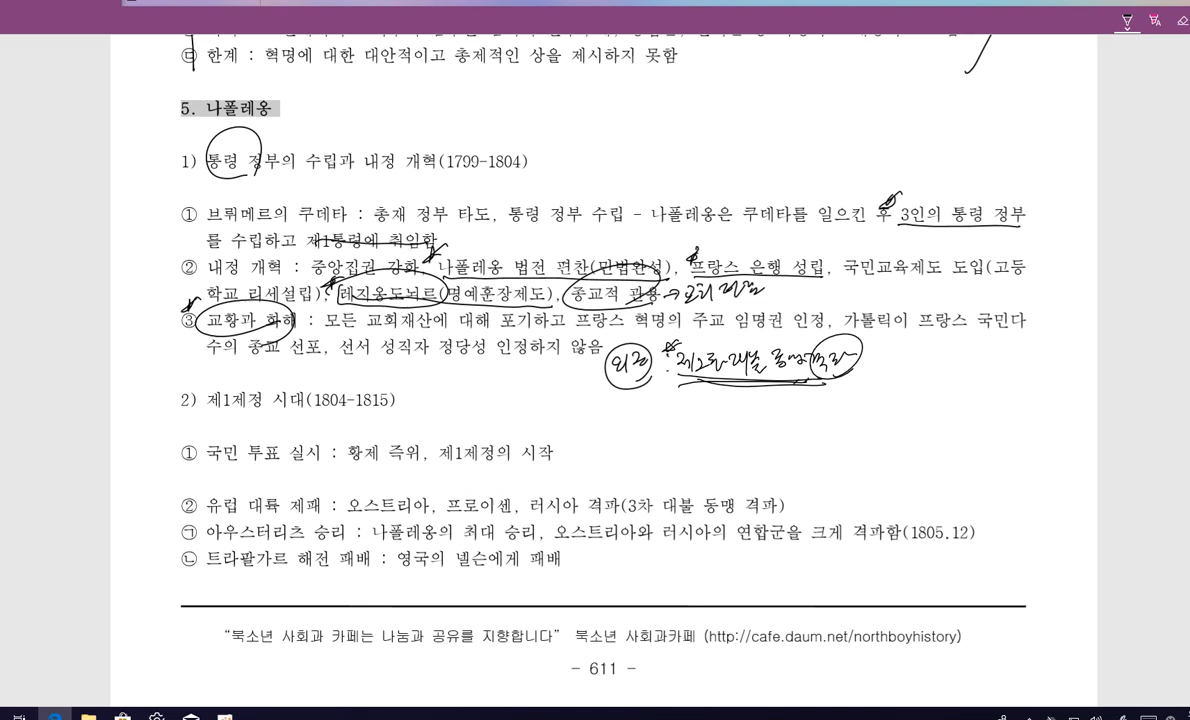 ㉢ 한계 : 혁명에 대한 대안적이고 총제적인 상을 제시하지 못함
5. 나폴레옹
1) 통령 정부의 수립과 내정 개혁(1799-1804)
① 브뤼메르의 쿠데타 : 총재 정부 타도, 통령 정부 수립 - 나폴레옹은 쿠데타를 일으킨 후 3인의 통령 정부
를 수립하고 제1통령에 취임함
② 내정 개혁 : 중앙집권 강화, 나폴레옹 법전 편찬(민법완성), 프랑스 은행 성립, 국민교육제도 도입(고등
학교 리세설립), 레지옹도뇌르(명예훈장제도), 종교적 관용 →
③ 교황과 화해 : 모든 교회재산에 대해 포기하고 프랑스 혁명의 주교 임명권 인정, 가톨릭이 프랑스 국민다
수의 종교 선포, 선서 성직자 정당성 인정하지 않음
외교 : 제2차 대불 동맹 격파
2) 제1제정 시대(1804-1815)
① 국민 투표 실시 : 황제 즉위, 제1제정의 시작
② 유럽 대륙 제패 : 오스트리아, 프로이센, 러시아 격파(3차 대불 동맹 격파)
㉠ 아우스터리츠 승리 : 나폴레옹의 최대 승리, 오스트리아와 러시아의 연합군을 크게 격파함(1805.12)
㉡ 트라팔가르 해전 패배 : 영국의 넬슨에게 패배
“북소년 사회과 카페는 나눔과 공유를 지향합니다” 북소년 사회과카페 (http://cafe.daum.net/northboyhistory)
- 611 -